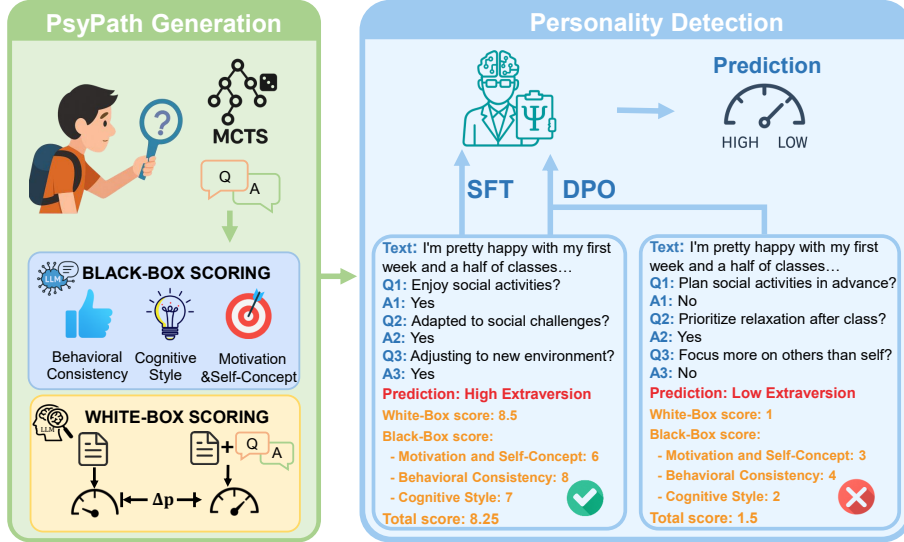 PsyPath Generation
?
MCTS
Q
A
LLM
BLACK-BOX SCORING
Behavioral
Consistency
Cognitive
Style
Motivation
&Self-Concept
LLM
WHITE-BOX SCORING
+
Q
A
Δp
Personality Detection
Ψ
Prediction
HIGH LOW
SFT
DPO
Text: I'm pretty happy with my first
week and a half of classes…
Q1: Enjoy social activities?
A1: Yes
Q2: Adapted to social challenges?
A2: Yes
Q3: Adjusting to new environment?
A3: Yes
Prediction: High Extraversion
White-Box score: 8.5
Black-Box score:
- Motivation and Self-Concept: 6
- Behavioral Consistency: 8
- Cognitive Style: 7
Total score: 8.25
Text: I'm pretty happy with my first
week and a half of classes…
Q1: Plan social activities in advance?
A1: No
Q2: Prioritize relaxation after class?
A2: Yes
Q3: Focus more on others than self?
A3: No
Prediction: Low Extraversion
White-Box score: 1
Black-Box score:
- Motivation and Self-Concept: 3
- Behavioral Consistency: 4
- Cognitive Style: 2
Total score: 1.5